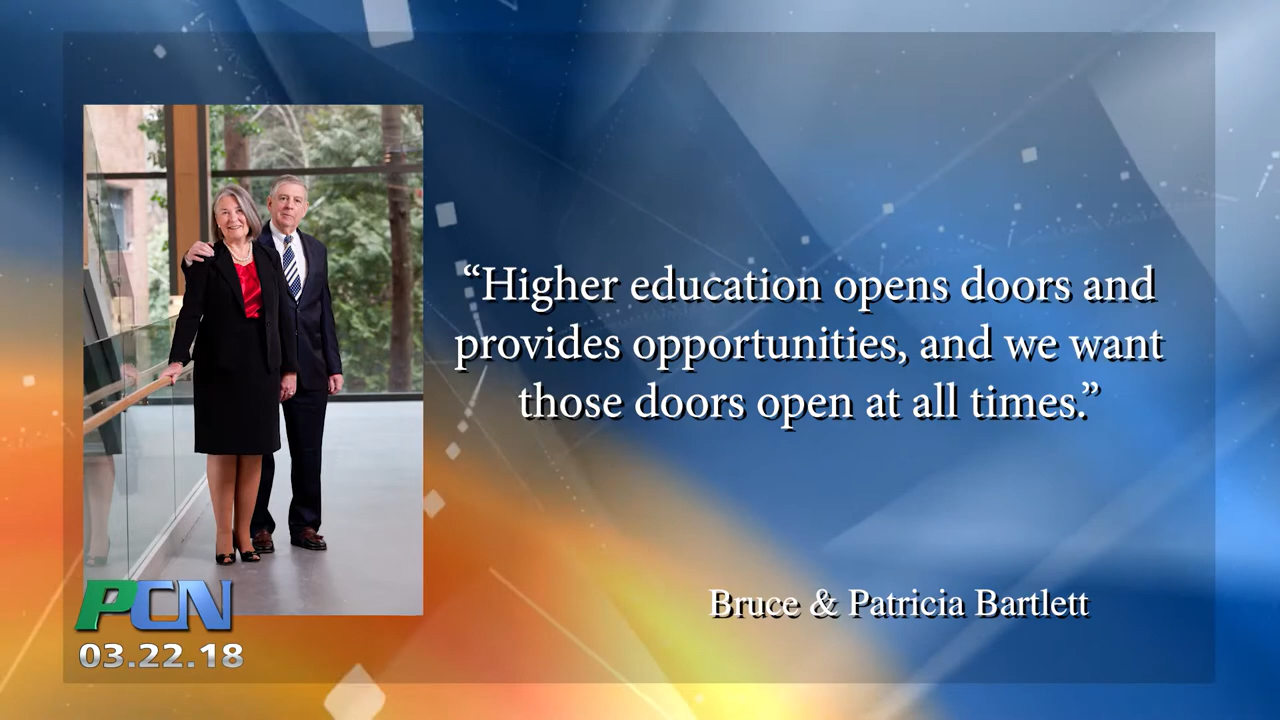 “Higher education opens doors and
provides opportunities, and we want
those doors open at all times.”
Bruce & Patricia Bartlett
PCN
03.22.18